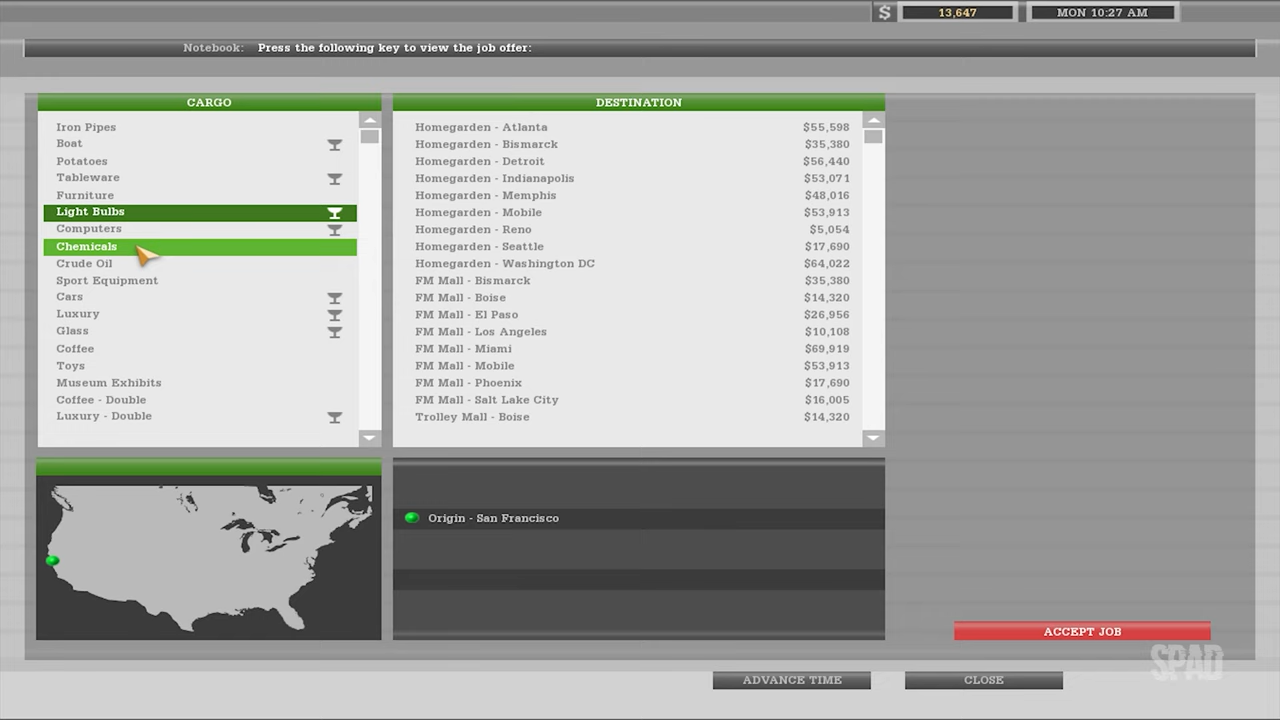 $ 13,647 MON 10:27 AM
Notebook: Press the following key to view the job offer:
CARGO
Iron Pipes
Boat
Potatoes
Tableware
Furniture
Light Bulbs
Computers
Chemicals
Crude Oil
Sport Equipment
Cars
Luxury
Glass
Coffee
Toys
Museum Exhibits
Coffee - Double
Luxury - Double
DESTINATION
Homegarden - Atlanta $55,598
Homegarden - Bismarck $35,380
Homegarden - Detroit $56,440
Homegarden - Indianapolis $53,071
Homegarden - Memphis $48,016
Homegarden - Mobile $53,913
Homegarden - Reno $5,054
Homegarden - Seattle $17,690
Homegarden - Washington DC $64,022
FM Mall - Bismarck $35,380
FM Mall - Boise $14,320
FM Mall - El Paso $26,956
FM Mall - Los Angeles $10,108
FM Mall - Miami $69,919
FM Mall - Mobile $53,913
FM Mall - Phoenix $17,690
FM Mall - Salt Lake City $16,005
Trolley Mall - Boise $14,320
Origin - San Francisco
ACCEPT JOB
SPAD
ADVANCE TIME CLOSE